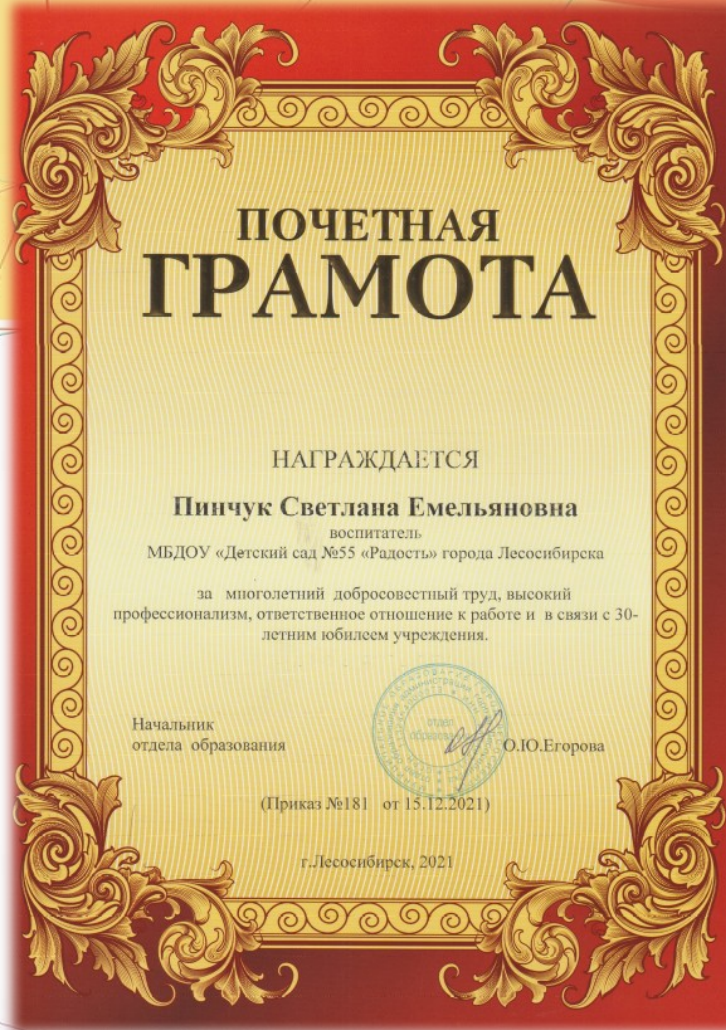 ПОЧЕТНАЯ
ГРАМОТА
НАГРАЖДАЕТСЯ
Пинчук Светлана Емельяновна
воспитатель
МБДОУ «Детский сад №55 «Радость» города Лесосибирска
за многолетний добросовестный труд, высокий
профессионализм, ответственное отношение к работе и в связи с 30-
летним юбилеем учреждения.
отдел
образования
Начальник
отдела образования
О.Ю.Егорова
(Приказ №181 от 15.12.2021)
г.Лесосибирск, 2021